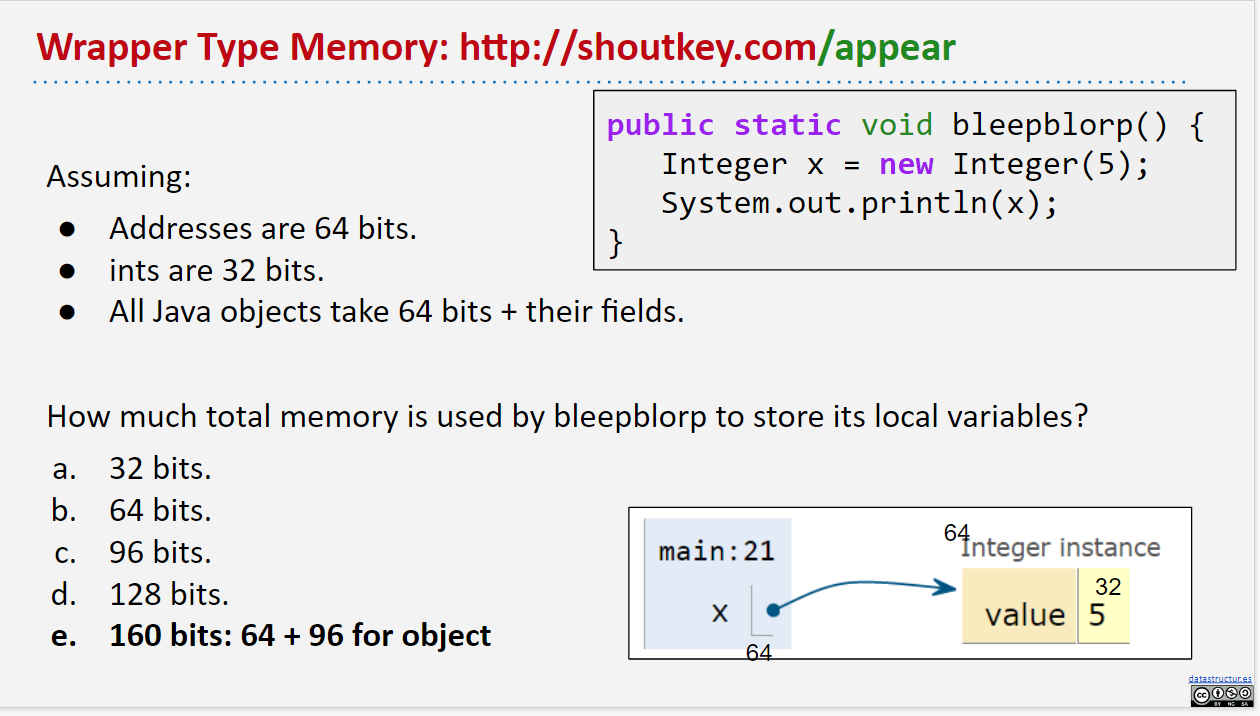 Wrapper Type Memory: http://shoutkey.com/appear
public static void bleepblorp() {
Integer x = new Integer(5);
System.out.println(x);
}
Assuming:
● Addresses are 64 bits.
● ints are 32 bits.
● All Java objects take 64 bits + their fields.
How much total memory is used by bleepblorp to store its local variables?
a. 32 bits.
b. 64 bits.
c. 96 bits.
d. 128 bits.
e. 160 bits: 64 + 96 for object
main:21
x
64
64
Integer instance
value
32
5
datastructur.es
cc
BY NC SA